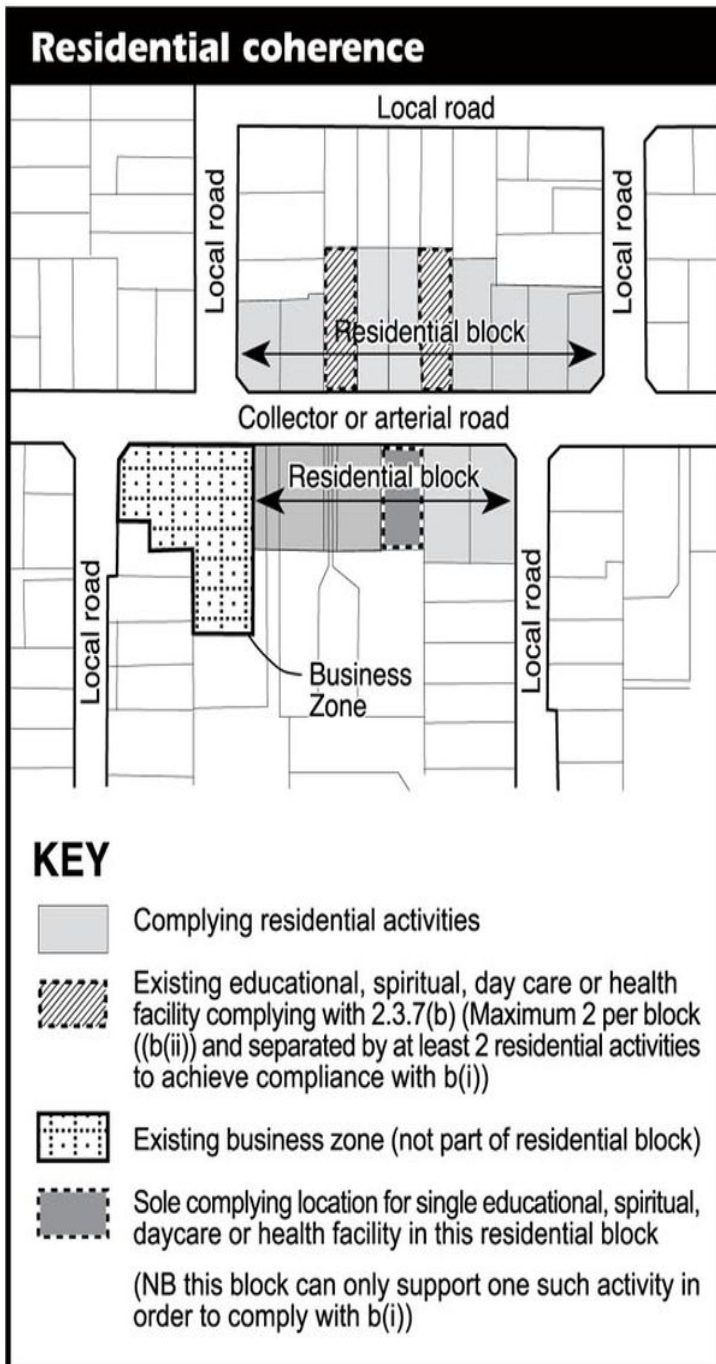 Residential coherence
Local road
Local road
Local road
Residential block
Collector or arterial road
Residential block
Local road
Local road
Business
Zone
KEY
Complying residential activities
Existing educational, spiritual, day care or health
facility complying with 2.3.7(b) (Maximum 2 per block
((b(ii)) and separated by at least 2 residential activities
to achieve compliance with b(i))
Existing business zone (not part of residential block)
Sole complying location for single educational, spiritual,
daycare or health facility in this residential block
(NB this block can only support one such activity in
order to comply with b(i))